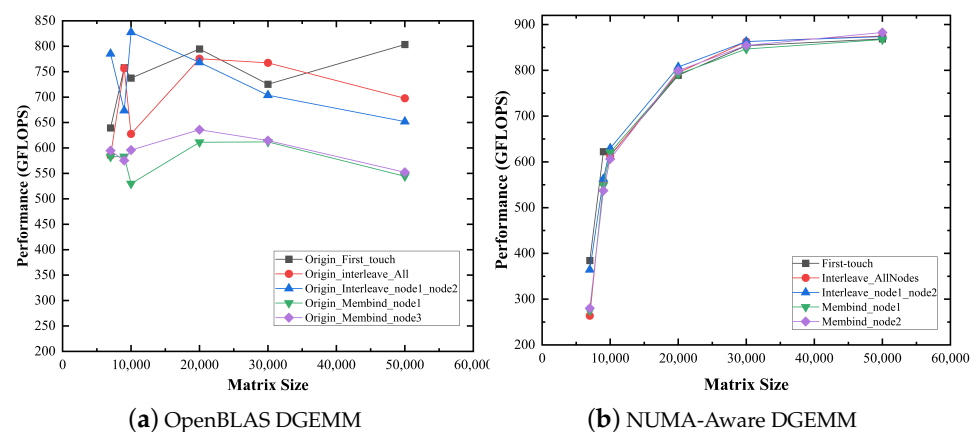 850
800
750
700
650
600
550
500
450
400
350
300
250
200
Performance (GFLOPS)
Origin_First_touch
Origin_interleave_All
Origin_Interleave_node1_node2
Origin_Membind_node1
Origin_Membind_node3
0
10,000
20,000
30,000
40,000
50,000
60,000
Matrix Size
(a) OpenBLAS DGEMM
900
800
700
600
500
400
300
200
Performance (GFLOPS)
First-touch
Interleave_AllNodes
Interleave_node1_node2
Membind_node1
Membind_node2
0
10,000
20,000
30,000
40,000
50,000
60,000
Matrix Size
(b) NUMA-Aware DGEMM